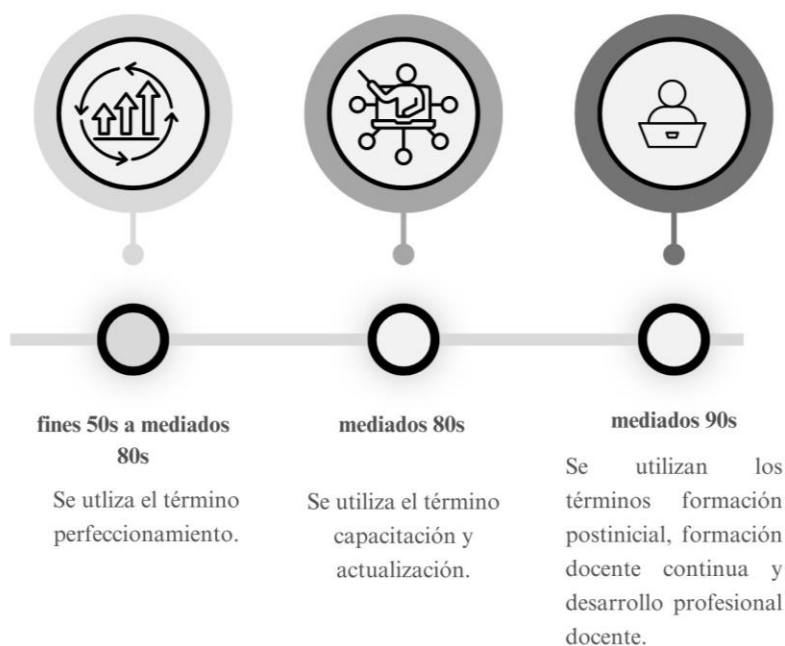 fines 50s a mediados
80s
Se utliza el término
perfeccionamiento.
mediados 80s
Se utiliza el término
capacitación y
actualización.
mediados 90s
Se utilizan los
términos formación
postinicial, formación
docente continua y
desarrollo profesional
docente.